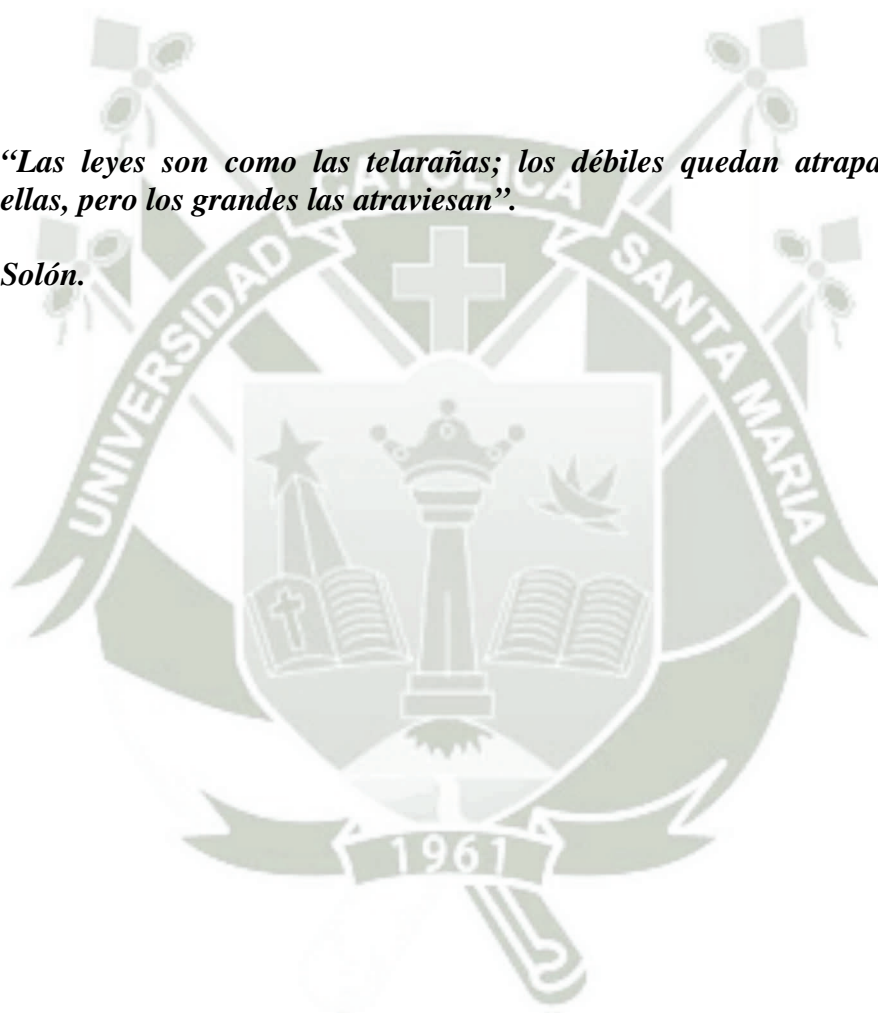 “Las leyes son como las telarañas; los débiles quedan
ellas, pero los grandes las atraviesan”.
Solón.
CATOLICA
UNIVERSIDAD
SANTA MARIA
1961